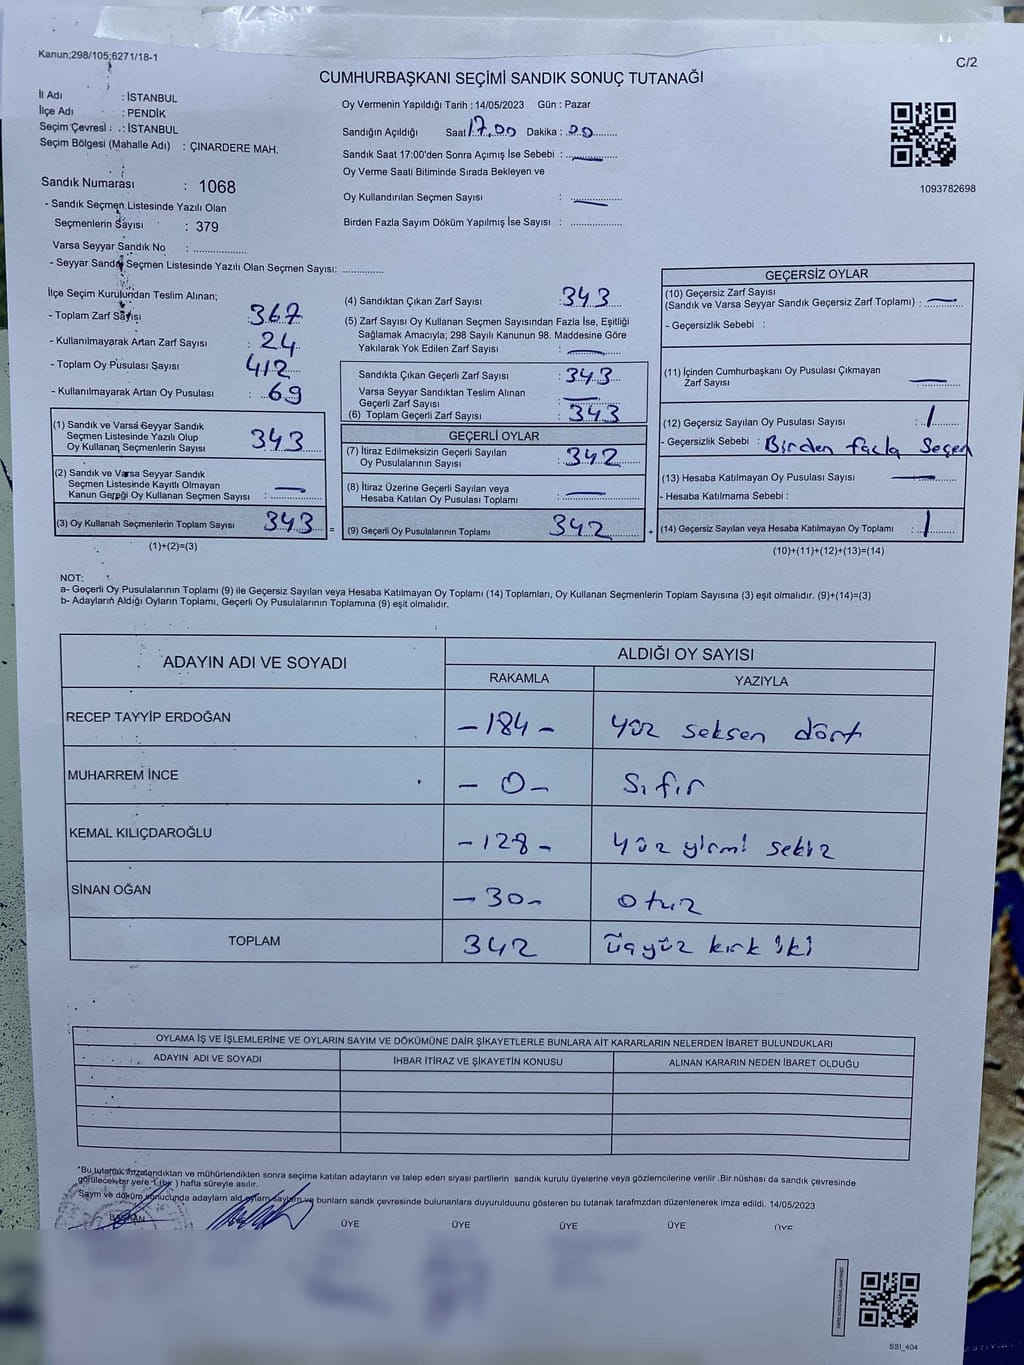 Kanun;298/105;6271/18-1
C/2
CUMHURBAŞKANI SEÇİMİ SANDIK SONUÇ TUTANAĞI
İl Adı : İSTANBUL
İlçe Adı : PENDİK
Seçim Çevresi : İSTANBUL
Seçim Bölgesi (Mahalle Adı) : ÇINARDERE MAH.
Oy Vermenin Yapıldığı Tarih : 14/05/2023 Gün : Pazar
Sandığın Açıldığı Saat 17.00 Dakika : 00
Sandık Saat 17:00'den Sonra Açımış İse Sebebi : —
Oy Verme Saati Bitiminde Sırada Bekleyen ve
Oy Kullandırılan Seçmen Sayısı : —
Birden Fazla Sayım Döküm Yapılmış İse Sayısı :
1093782698
Sandık Numarası : 1068
- Sandık Seçmen Listesinde Yazılı Olan
Seçmenlerin Sayısı : 379
Varsa Seyyar Sandık No :
- Seyyar Sandık Seçmen Listesinde Yazılı Olan Seçmen Sayısı:
İlçe Seçim Kurulundan Teslim Alınan;
- Toplam Zarf Sayısı : 367
- Kullanılmayarak Artan Zarf Sayısı : 24
- Toplam Oy Pusulası Sayısı : 412
- Kullanılmayarak Artan Oy Pusulası : 69
(1) Sandık ve Varsa Seyyar Sandık
Seçmen Listesinde Yazılı Olup
Oy Kullanan Seçmenlerin Sayısı : 343
(2) Sandık ve Varsa Seyyar Sandık
Seçmen Listesinde Kayıtlı Olmayan
Kanun Gereği Oy Kullanan Seçmen Sayısı : —
(3) Oy Kullanan Seçmenlerin Toplam Sayısı 343
(1)+(2)=(3)
(4) Sandıktan Çıkan Zarf Sayısı : 343
(5) Zarf Sayısı Oy Kullanan Seçmen Sayısından Fazla İse, Eşitliği
Sağlamak Amacıyla; 298 Sayılı Kanunun 98. Maddesine Göre
Yakılarak Yok Edilen Zarf Sayısı : —
Sandıkta Çıkan Geçerli Zarf Sayısı : 343
Varsa Seyyar Sandıktan Teslim Alınan
Geçerli Zarf Sayısı : —
(6) Toplam Geçerli Zarf Sayısı : 343
GEÇERLİ OYLAR
(7) İtiraz Edilmeksizin Geçerli Sayılan
Oy Pusulalarının Sayısı : 342
(8) İtiraz Üzerine Geçerli Sayılan veya
Hesaba Katılan Oy Pusulası Toplamı : —
(9) Geçerli Oy Pusulalarının Toplamı 342
GEÇERSİZ OYLAR
(10) Geçersiz Zarf Sayısı
(Sandık ve Varsa Seyyar Sandık Geçersiz Zarf Toplamı) : —
- Geçersizlik Sebebi :
(11) İçinden Cumhurbaşkanı Oy Pusulası Çıkmayan
Zarf Sayısı —
(12) Geçersiz Sayılan Oy Pusulası Sayısı : 1
- Geçersizlik Sebebi : Birden fazla Seçen
(13) Hesaba Katılmayan Oy Pusulası Sayısı —
- Hesaba Katılmama Sebebi :
(14) Geçersiz Sayılan veya Hesaba Katılmayan Oy Toplamı : 1
(10)+(11)+(12)+(13)=(14)
NOT:
a- Geçerli Oy Pusulalarının Toplamı (9) ile Geçersiz Sayılan veya Hesaba Katılmayan Oy Toplamı (14) Toplamları, Oy Kullanan Seçmenlerin Toplam Sayısına (3) eşit olmalıdır. (9)+(14)=(3)
b- Adayların Aldığı Oyların Toplamı, Geçerli Oy Pusulalarının Toplamına (9) eşit olmalıdır.
ADAYIN ADI VE SOYADI
ALDIĞI OY SAYISI
RAKAMLA YAZIYLA
RECEP TAYYİP ERDOĞAN - 184 - yüz seksen dört
MUHARREM İNCE - 0 - Sıfır
KEMAL KILIÇDAROĞLU - 128 - yüz yirmi sekiz
SİNAN OĞAN - 30 - otuz
TOPLAM 342 üçyüz kırk iki
OYLAMA İŞ VE İŞLEMLERİNE VE OYLARIN SAYIM VE DÖKÜMÜNE DAİR ŞİKAYETLERLE BUNLARA AİT KARARLARIN NELERDEN İBARET BULUNDUKLARI
ADAYIN ADI VE SOYADI İHBAR İTİRAZ VE ŞİKAYETİN KONUSU ALINAN KARARIN NEDEN İBARET OLDUĞU
*Bu tutanak imzalandıktan ve mühürlendikten sonra seçime katılan adayların ve talep eden siyasi partilerin sandık kurulu üyelerine veya gözlemcilerine verilir .Bir nüshası da sandık çevresinde
görülecek bir yere 1 (bir ) hafta süreyle asılır.
Sayım ve döküm sonucunda adayların aldı oyların sayıları ve bunların sandk çevresinde bulunanlara duyurulduunu gösteren bu tutanak tarafmzdan düzenlenerek imza edildi. 14/05/2023
BAŞKAN ÜYE ÜYE ÜYE ÜYE ÜYE
SSI_404